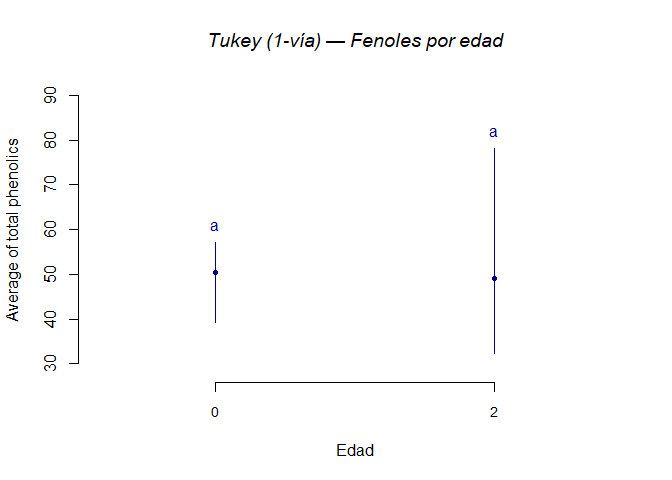 Tukey (1-vía) — Fenoles por edad
Average of total phenolics
90
80
70
60
50
40
30
a
a
0
2
Edad